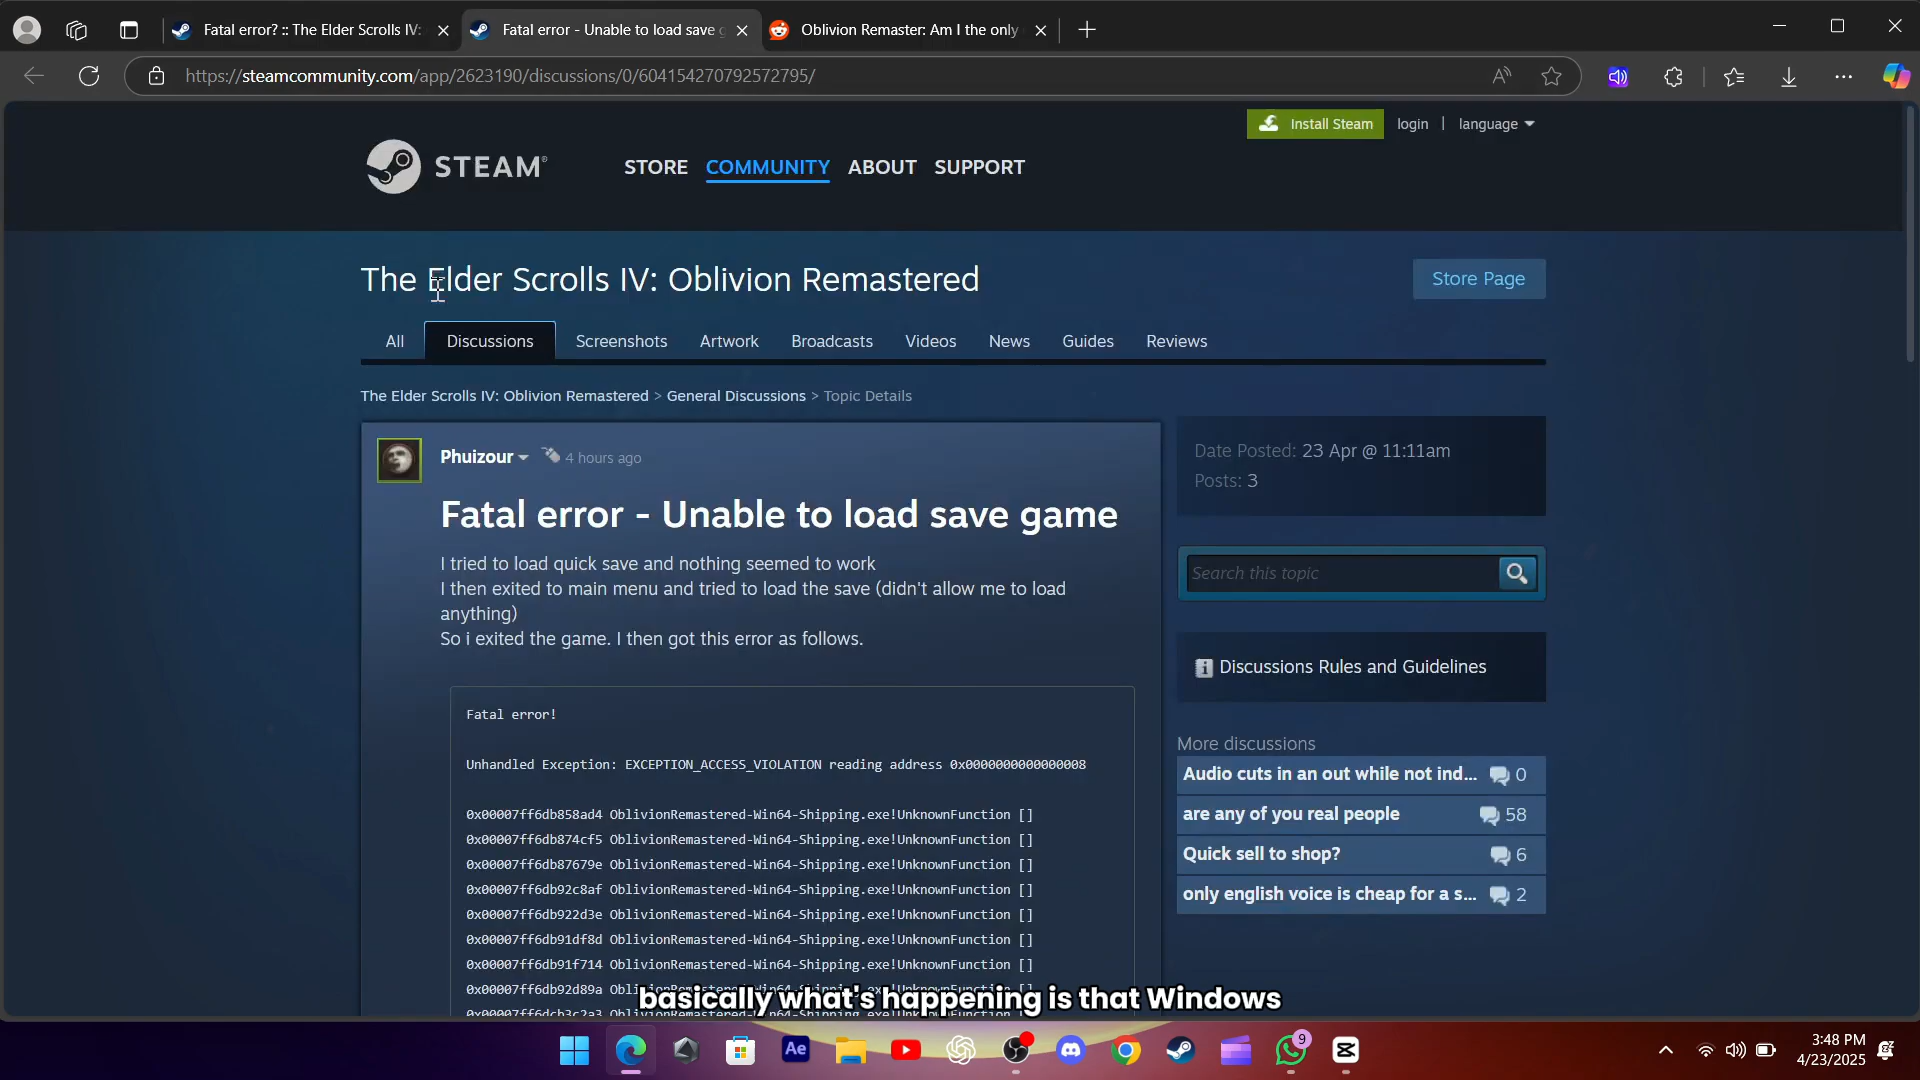 Fatal error? :: The Elder Scrolls IV:
Fatal error - Unable to load save g
Oblivion Remaster: Am I the only
https://steamcommunity.com/app/2623190/discussions/0/604154270792572795/
Install Steam
login | language
STEAM®
STORE COMMUNITY ABOUT SUPPORT
The Elder Scrolls IV: Oblivion Remastered
Store Page
All Discussions Screenshots Artwork Broadcasts Videos News Guides Reviews
The Elder Scrolls IV: Oblivion Remastered > General Discussions > Topic Details
Phuizour 4 hours ago
Fatal error - Unable to load save game
I tried to load quick save and nothing seemed to work
I then exited to main menu and tried to load the save (didn't allow me to load
anything)
So i exited the game. I then got this error as follows.
Fatal error!
Unhandled Exception: EXCEPTION_ACCESS_VIOLATION reading address 0x0000000000000008
0x00007ff6db858ad4 OblivionRemastered-Win64-Shipping.exe!UnknownFunction []
0x00007ff6db874cf5 OblivionRemastered-Win64-Shipping.exe!UnknownFunction []
0x00007ff6db87679e OblivionRemastered-Win64-Shipping.exe!UnknownFunction []
0x00007ff6db92c8af OblivionRemastered-Win64-Shipping.exe!UnknownFunction []
0x00007ff6db922d3e OblivionRemastered-Win64-Shipping.exe!UnknownFunction []
0x00007ff6db91df8d OblivionRemastered-Win64-Shipping.exe!UnknownFunction []
0x00007ff6db91f714 OblivionRemastered-Win64-Shipping.exe!UnknownFunction []
0x00007ff6db92d89a
Date Posted: 23 Apr @ 11:11am
Posts: 3
Search this topic
Discussions Rules and Guidelines
More discussions
Audio cuts in an out while not ind... 0
are any of you real people 58
Quick sell to shop? 6
only english voice is cheap for a s... 2
basically what's happening is that Windows
Ae
9
3:48 PM
4/23/2025